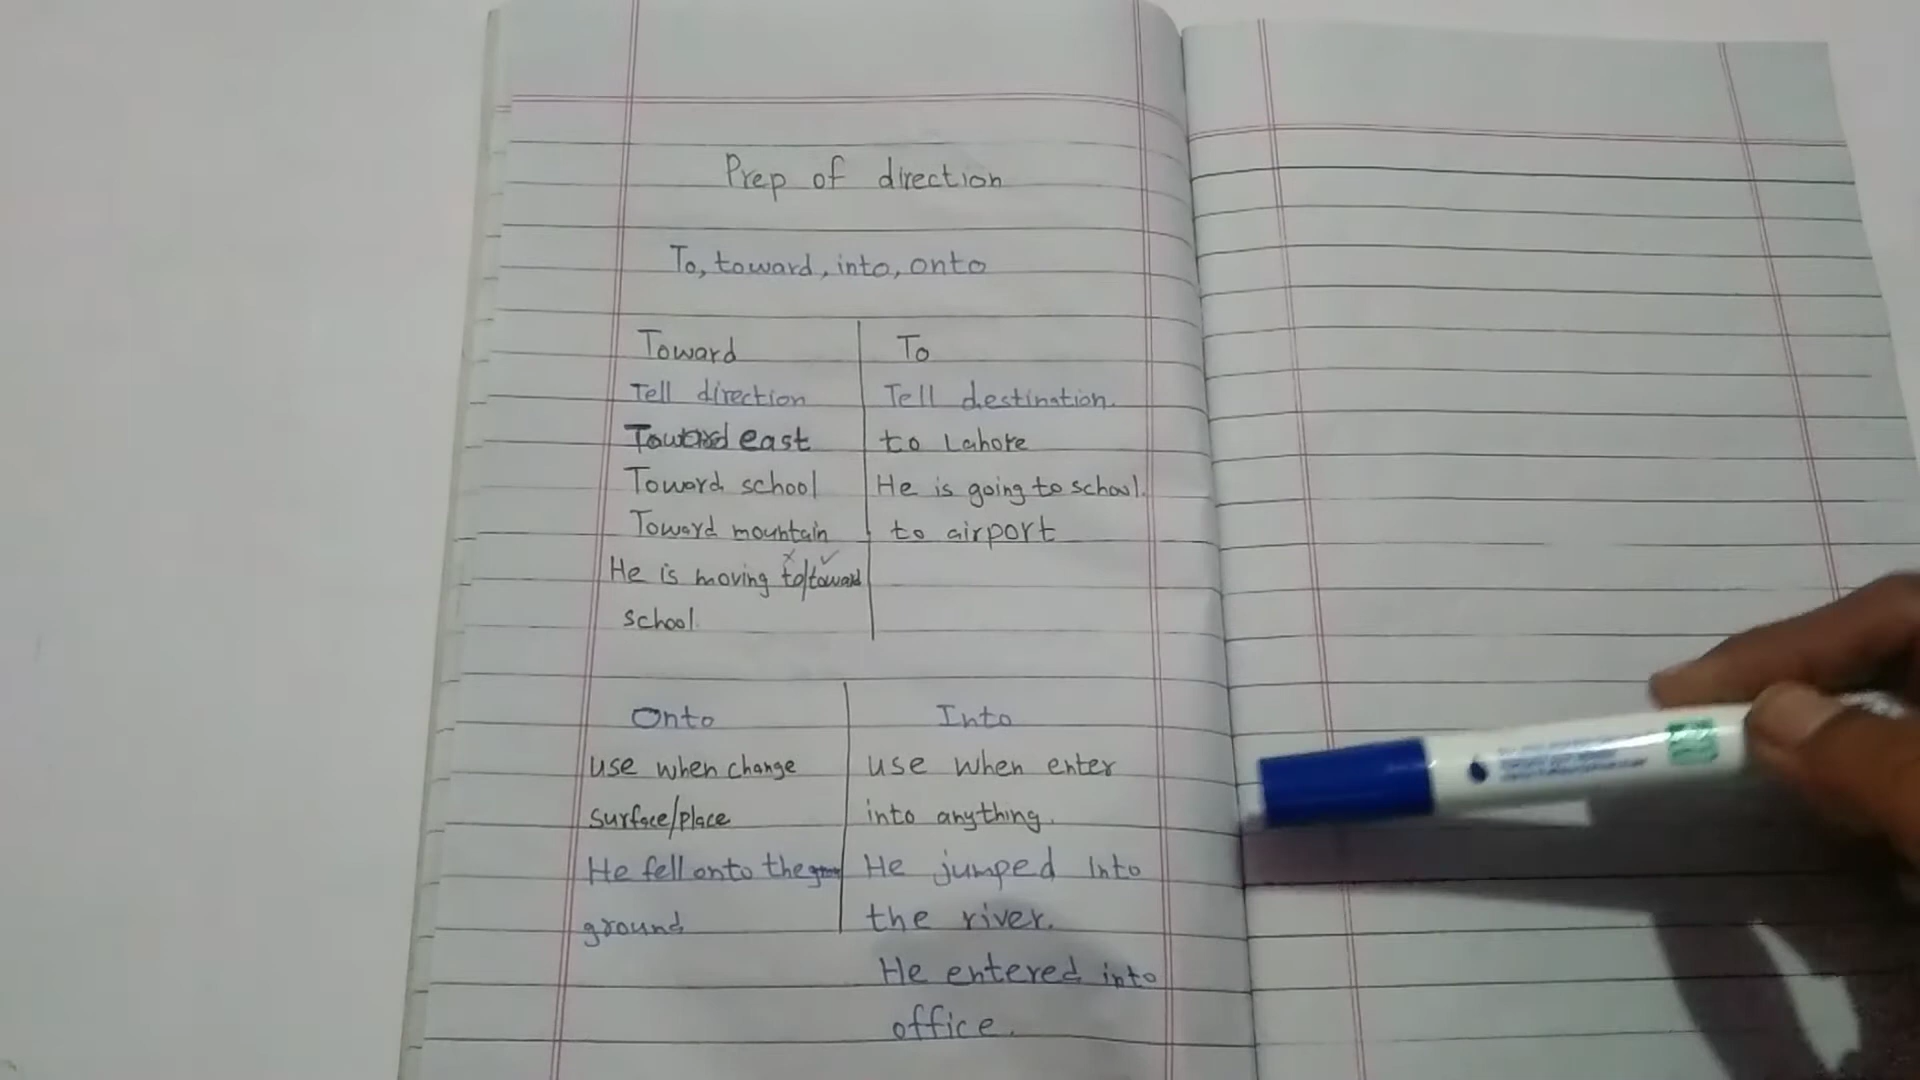 Prep of direction
To, toward, into, onto
Toward
Tell direction
Toward east
Toward school
Toward mountain
He is moving to/toward
school.
To
Tell destination.
to Lahore
He is going to school.
to airport
Onto
use when change
surface/place
He fell onto the
ground
Into
use when enter
into anything.
He jumped into
the river.
He entered into
office.